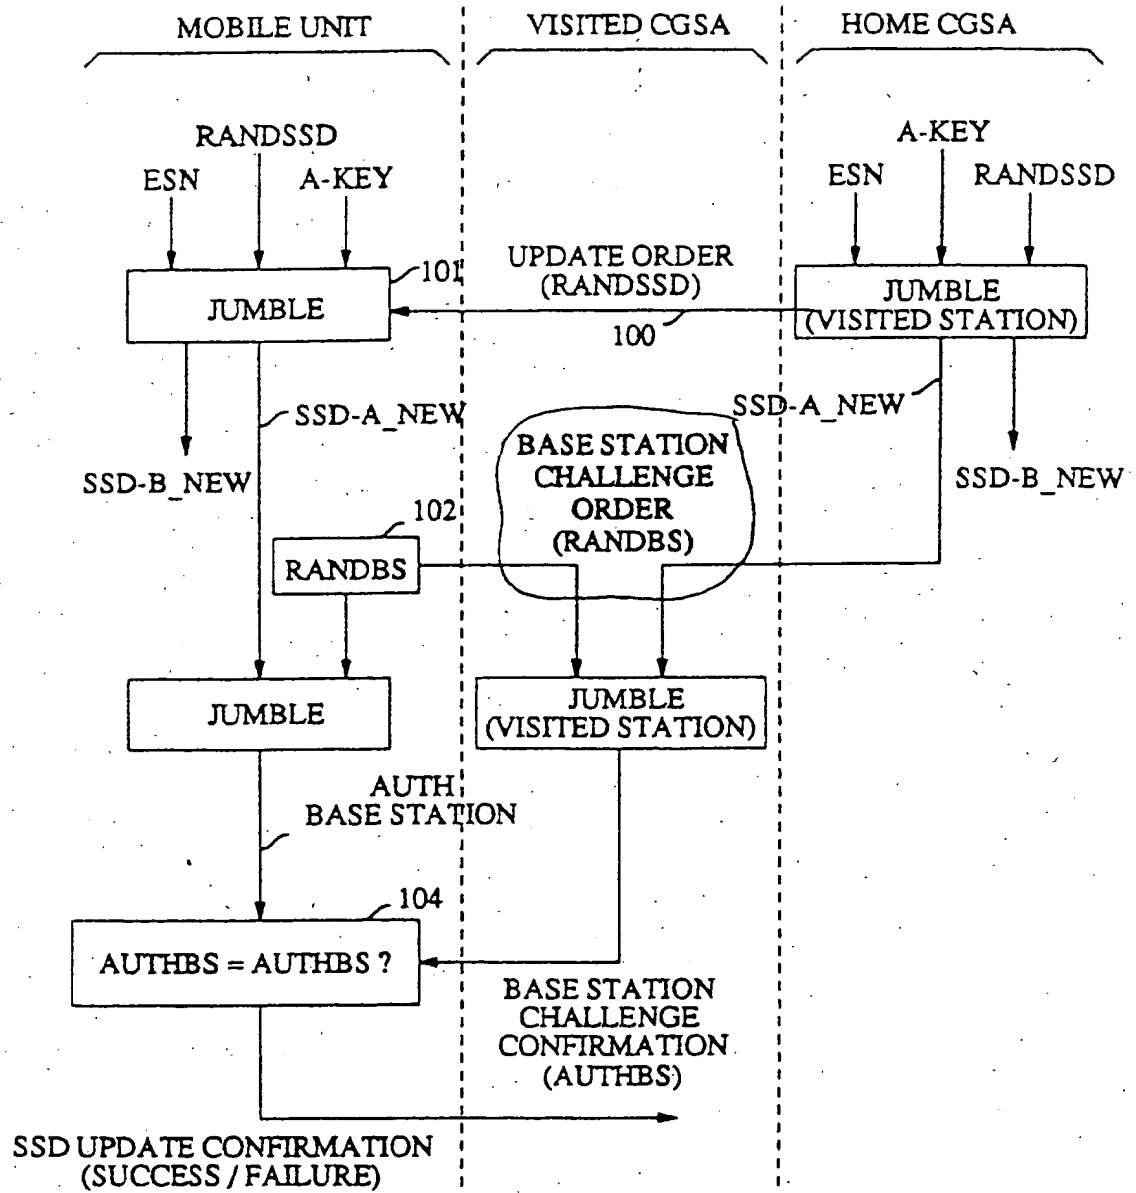 MOBILE UNIT
VISITED CGSA
HOME CGSA
RANDSSD
ESN
A-KEY
A-KEY
ESN
RANDSSD
101
JUMBLE
UPDATE ORDER
(RANDSSD)
100
JUMBLE
(VISITED STATION)
SSD-A_NEW
SSD-B_NEW
SSD-A_NEW
SSD-B_NEW
BASE STATION
CHALLENGE
ORDER
(RANDBS)
102
RANDBS
JUMBLE
JUMBLE
(VISITED STATION)
AUTH
BASE STATION
104
AUTHBS = AUTHBS ?
BASE STATION
CHALLENGE
CONFIRMATION
(AUTHBS)
SSD UPDATE CONFIRMATION
(SUCCESS / FAILURE)